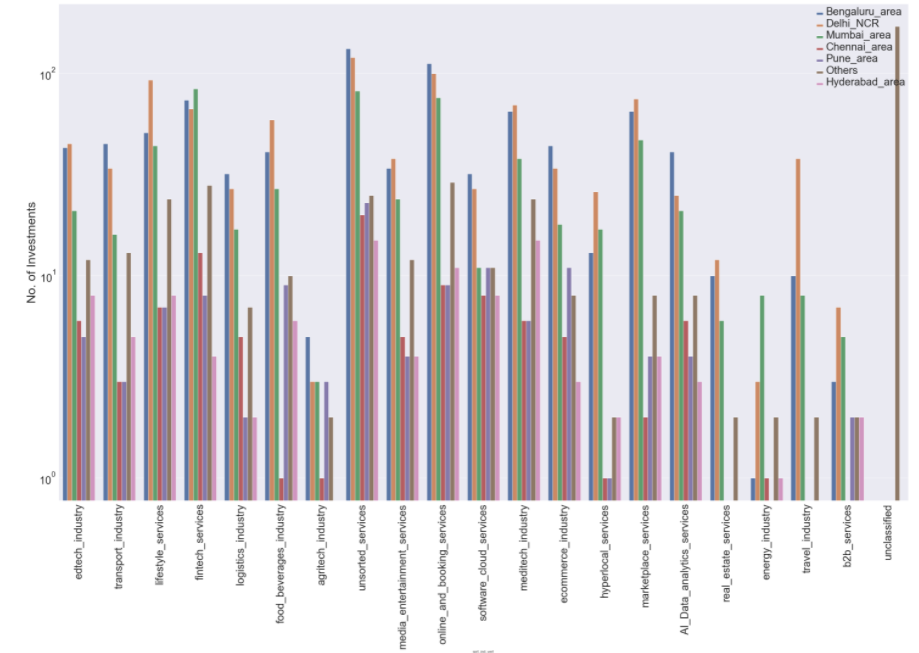 Bengaluru_area
Delhi_NCR
Mumbai_area
Chennai_area
Pune_area
Others
Hyderabad_area
No. of Investments
10²
10¹
10⁰
edtech_industry
transport_industry
lifestyle_services
fintech_services
logistics_industry
food_beverages_industry
agritech_industry
unsorted_services
media_entertainment_services
online_and_booking_services
software_cloud_services
meditech_industry
ecommerce_industry
hyperlocal_services
marketplace_services
AI_Data_analytics_services
real_estate_services
energy_industry
travel_industry
b2b_services
unclassified